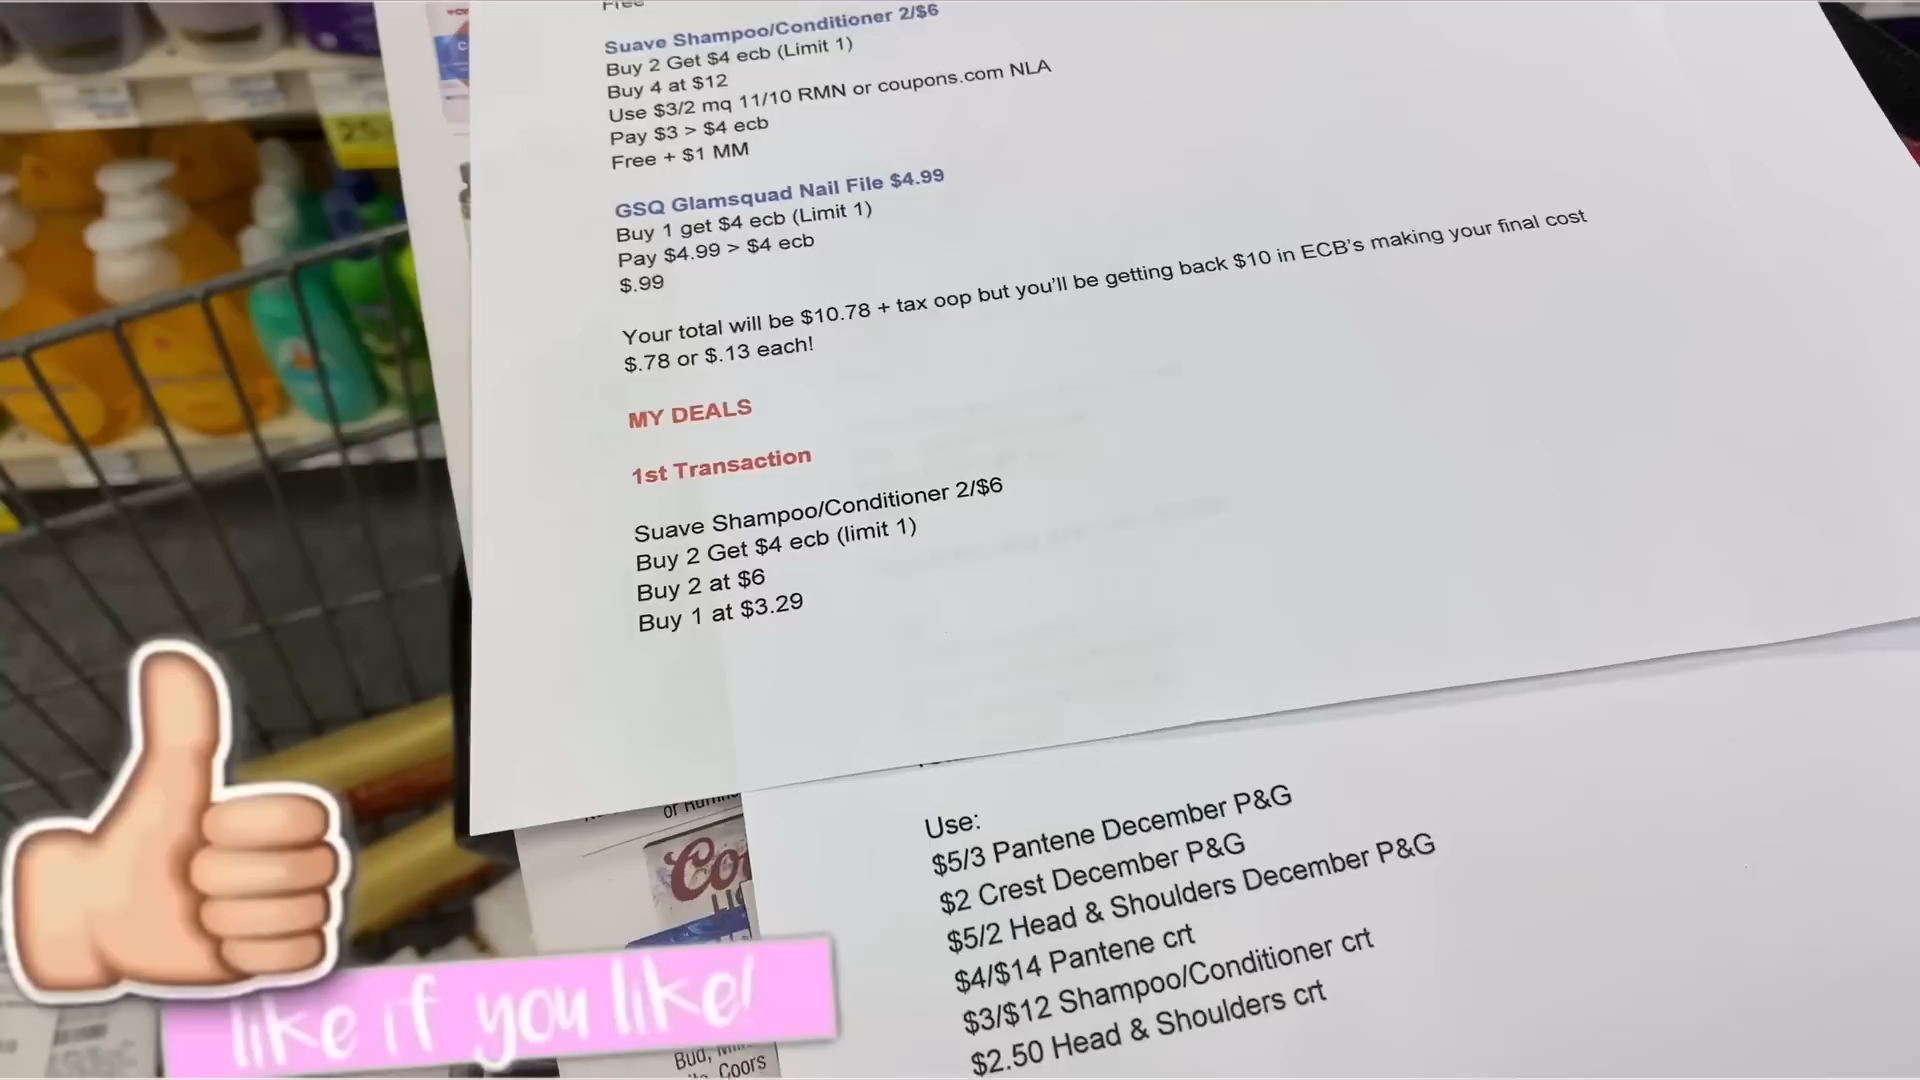 Free
Suave Shampoo/Conditioner 2/$6
Buy 2 Get $4 ecb (Limit 1)
Buy 4 at $12
Use $3/2 mq 11/10 RMN or coupons.com NLA
Pay $3 > $4 ecb
Free + $1 MM
GSQ Glamsquad Nail File $4.99
Buy 1 get $4 ecb (Limit 1)
Pay $4.99 > $4 ecb
$.99
Your total will be $10.78 + tax oop but you’ll be getting back $10 in ECB’s making your final cost
$.78 or $.13 each!
MY DEALS
1st Transaction
Suave Shampoo/Conditioner 2/$6
Buy 2 Get $4 ecb (limit 1)
Buy 2 at $6
Buy 1 at $3.29
Use:
$5/3 Pantene December P&G
$2 Crest December P&G
$5/2 Head & Shoulders December P&G
$4/$14 Pantene crt
$3/$12 Shampoo/Conditioner crt
$2.50 Head & Shoulders crt
or
Bud,
Coors
like if you like!